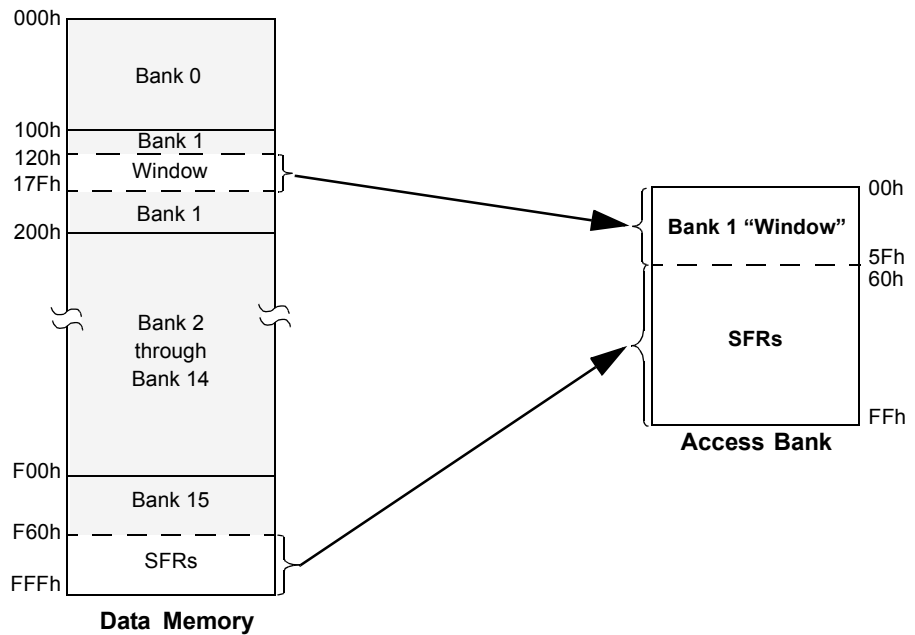 000h
Bank 0
100h
Bank 1
120h
Window
17Fh
Bank 1
200h
Bank 2
through
Bank 14
F00h
Bank 15
F60h
SFRs
FFFh
Data Memory
00h
Bank 1 “Window”
5Fh
60h
SFRs
FFh
Access Bank